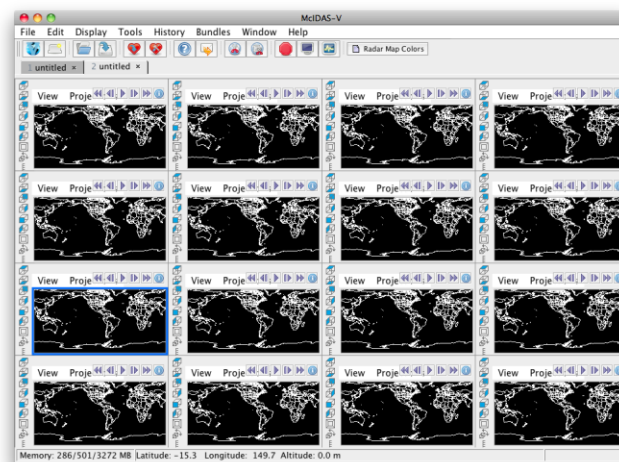 McIDAS-V
File Edit Display Tools History Bundles Window Help
Radar Map Colors
1 untitled × 2 untitled ×
View Proje View Proje View Proje View Proje
View Proje View Proje View Proje View Proje
View Proje View Proje View Proje View Proje
View Proje View Proje View Proje View Proje
Memory: 286/501/3272 MB Latitude: -15.3 Longitude: 149.7 Altitude: 0.0 m